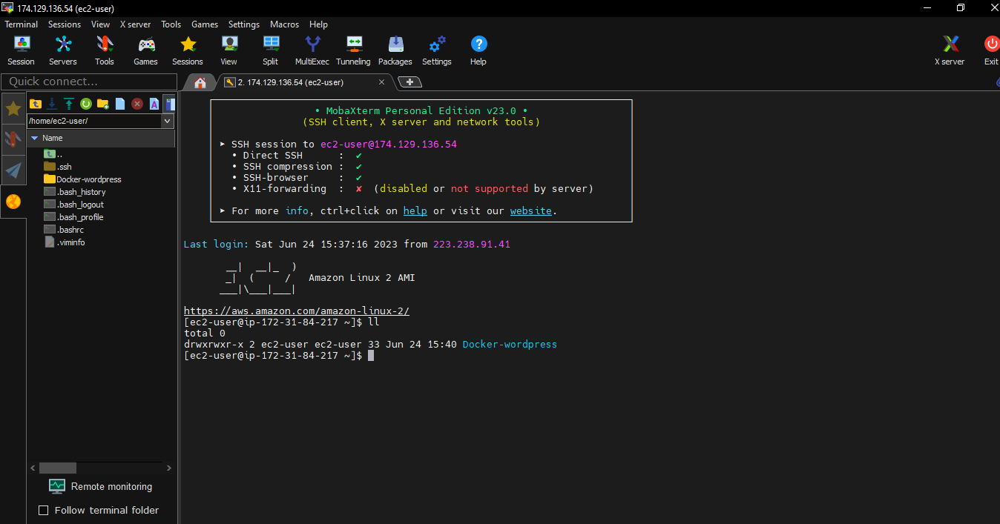 174.129.136.54 (ec2-user)
Terminal Sessions View X server Tools Games Settings Macros Help
Session Servers Tools Games Sessions View Split MultiExec Tunneling Packages Settings Help X server Exit
Quick connect...
2. 174.129.136.54 (ec2-user)
/home/ec2-user/
Name
..
.ssh
Docker-wordpress
.bash_history
.bash_logout
.bash_profile
.bashrc
.viminfo
Remote monitoring
Follow terminal folder
• MobaXterm Personal Edition v23.0 •
(SSH client, X server and network tools)
➤ SSH session to ec2-user@174.129.136.54
• Direct SSH : ✔
• SSH compression : ✔
• SSH-browser : ✔
• X11-forwarding : ✘ (disabled or not supported by server)
➤ For more info, ctrl+click on help or visit our website.
Last login: Sat Jun 24 15:37:16 2023 from 223.238.91.41
__| __|_ )
_| ( / Amazon Linux 2 AMI
___|\___|___|
https://aws.amazon.com/amazon-linux-2/
[ec2-user@ip-172-31-84-217 ~]$ ll
total 0
drwxrwxr-x 2 ec2-user ec2-user 33 Jun 24 15:40 Docker-wordpress
[ec2-user@ip-172-31-84-217 ~]$